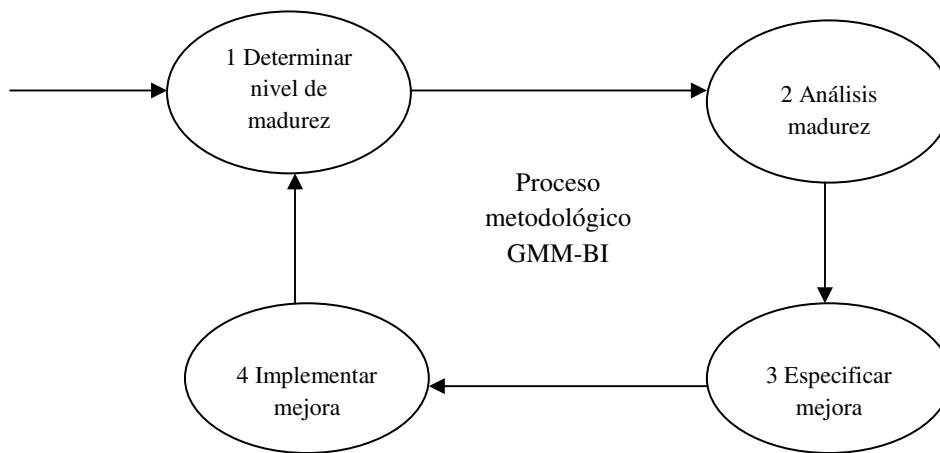 1 Determinar
nivel de
madurez
2 Análisis
madurez
Proceso
metodológico
GMM-BI
4 Implementar
mejora
3 Especificar
mejora